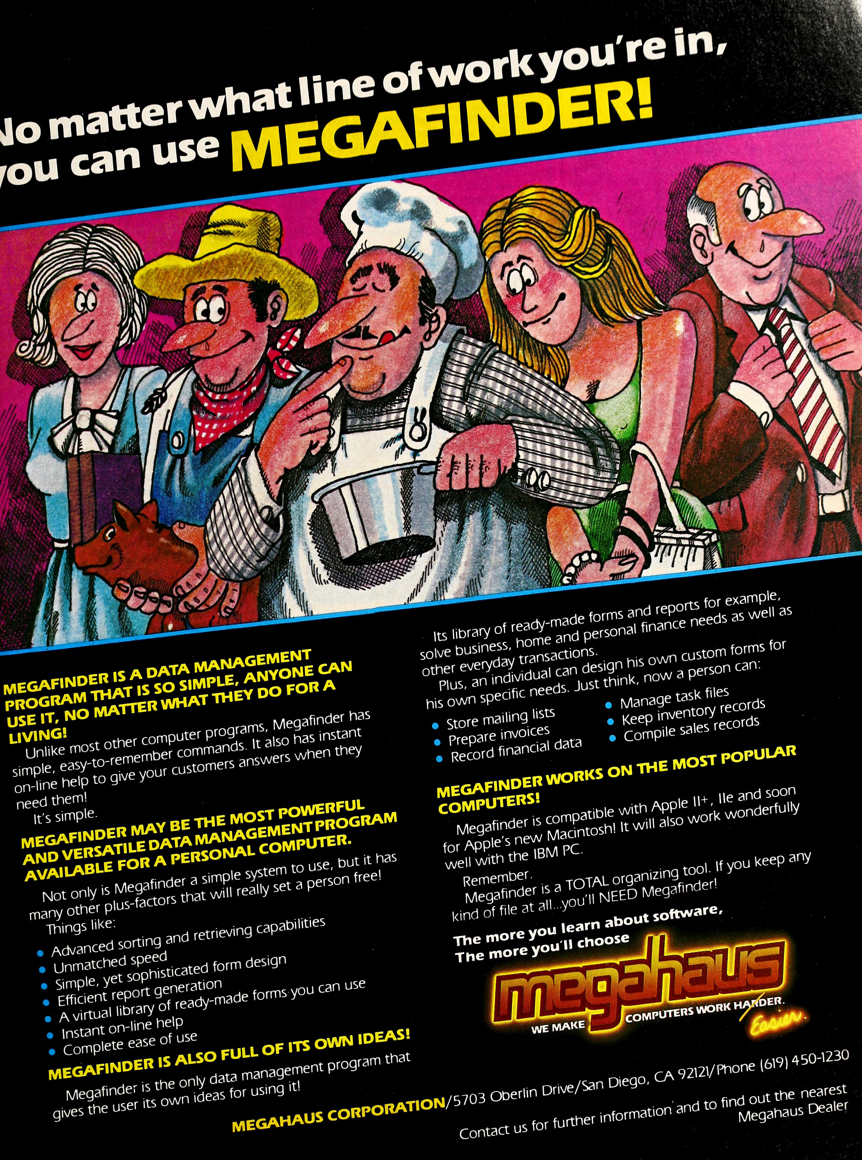 No matter what line of work you're in,
you can use MEGAFINDER!
MEGAFINDER IS A DATA MANAGEMENT
PROGRAM THAT IS SO SIMPLE, ANYONE CAN
USE IT, NO MATTER WHAT THEY DO FOR A
LIVING!
Unlike most other computer programs, Megafinder has
simple, easy-to-remember commands. It also has instant
on-line help to give your customers answers when they
need them!
It's simple.
MEGAFINDER MAY BE THE MOST POWERFUL
AND VERSATILE DATA MANAGEMENT PROGRAM
AVAILABLE FOR A PERSONAL COMPUTER.
Not only is Megafinder a simple system to use, but it has
many other plus-factors that will really set a person free!
Things like:
• Advanced sorting and retrieving capabilities
• Unmatched speed
• Simple, yet sophisticated form design
• Efficient report generation
• A virtual library of ready-made forms you can use
• Instant on-line help
• Complete ease of use
MEGAFINDER IS ALSO FULL OF ITS OWN IDEAS!
Megafinder is the only data management program that
gives the user its own ideas for using it!
Its library of ready-made forms and reports for example,
solve business, home and personal finance needs as well as
other everyday transactions.
Plus, an individual can design his own custom forms for
his own specific needs. Just think, now a person can:
• Store mailing lists
• Prepare invoices
• Record financial data
• Manage task files
• Keep inventory records
• Compile sales records
MEGAFINDER WORKS ON THE MOST POPULAR
COMPUTERS!
Megafinder is compatible with Apple II+, IIe and soon
for Apple's new Macintosh! It will also work wonderfully
well with the IBM PC.
Remember.
Megafinder is a TOTAL organizing tool. If you keep any
kind of file at all...you'll NEED Megafinder!
The more you learn about software,
The more you'll choose
megahaus
WE MAKE COMPUTERS WORK HARDER.
Easier.
MEGAHAUS CORPORATION/5703 Oberlin Drive/San Diego, CA 92121/Phone (619) 450-1230
Contact us for further information and to find out the nearest
Megahaus Dealer